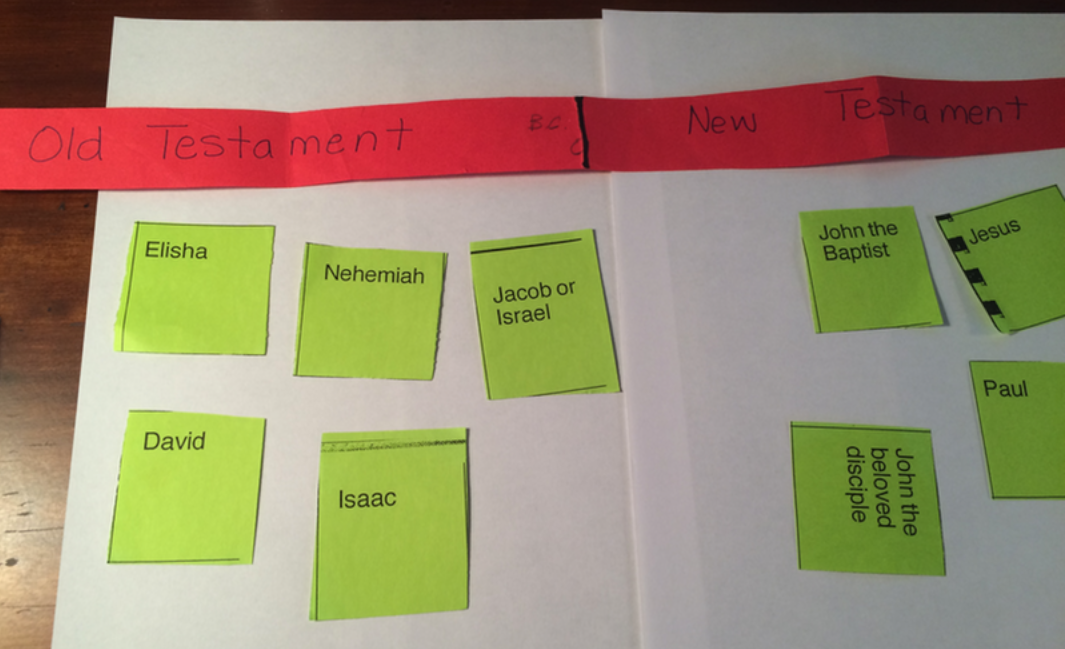 Old Testament
B.C.
New Testament
Elisha
Nehemiah
Jacob or
Israel
John the
Baptist
Jesus
David
Isaac
John the
beloved
disciple
Paul